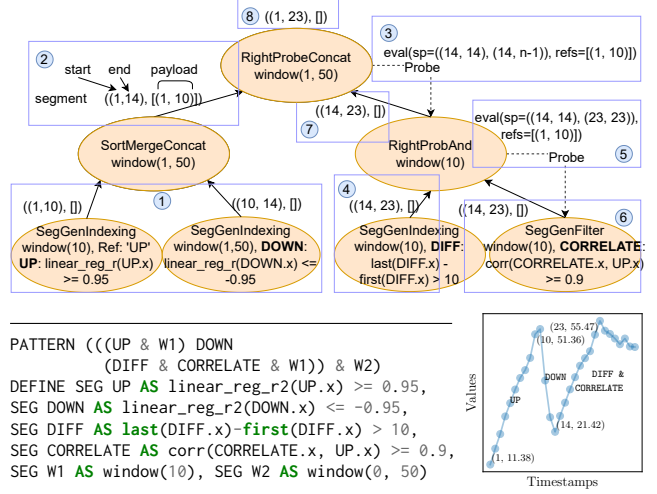 8
((1, 23), [])
3
RightProbeConcat
window(1, 50)
eval(sp=((14, 14), (14, n-1)), refs=[(1, 10)])
Probe
2
start end payload
segment ((1,14), [(1, 10)])
((14, 23), [])
7
SortMergeConcat
window(1, 50)
RightProbAnd
window(10)
eval(sp=((14, 14), (23, 23)),
refs=[(1, 10)])
Probe
5
1
((1,10), [])
((10, 14), [])
4
((14, 23), [])
((14, 23), [])
6
SegGenIndexing
window(10), Ref: 'UP'
UP: linear_reg_r(UP.x)
>= 0.95
SegGenIndexing
window(1,50), DOWN:
linear_reg_r(DOWN.x) <=
-0.95
SegGenIndexing
window(10), DIFF:
last(DIFF.x) -
first(DIFF.x) > 10
SegGenFilter
window(10), CORRELATE:
corr(CORRELATE.x, UP.x)
>= 0.9
PATTERN (((UP & W1) DOWN
(DIFF & CORRELATE & W1)) & W2)
DEFINE SEG UP AS linear_reg_r2(UP.x) >= 0.95,
SEG DOWN AS linear_reg_r2(DOWN.x) <= -0.95,
SEG DIFF AS last(DIFF.x)-first(DIFF.x) > 10,
SEG CORRELATE AS corr(CORRELATE.x, UP.x) >= 0.9,
SEG W1 AS window(10), SEG W2 AS window(0, 50)
(23, 55.47)
(10, 51.36)
DOWN
DIFF &
CORRELATE
UP
(14, 21.42)
(1, 11.38)
Values
Timestamps